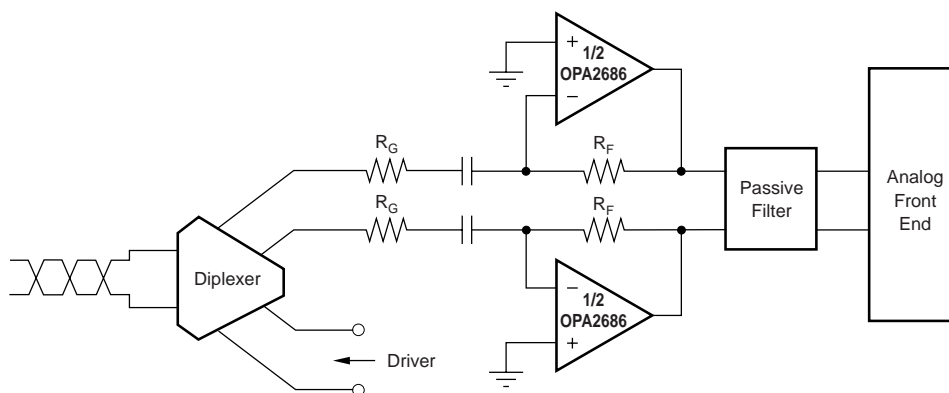 +
1/2
OPA2686
−
R_G
R_F
Passive
Filter
Analog
Front
End
R_G
R_F
Diplexer
−
1/2
OPA2686
+
Driver